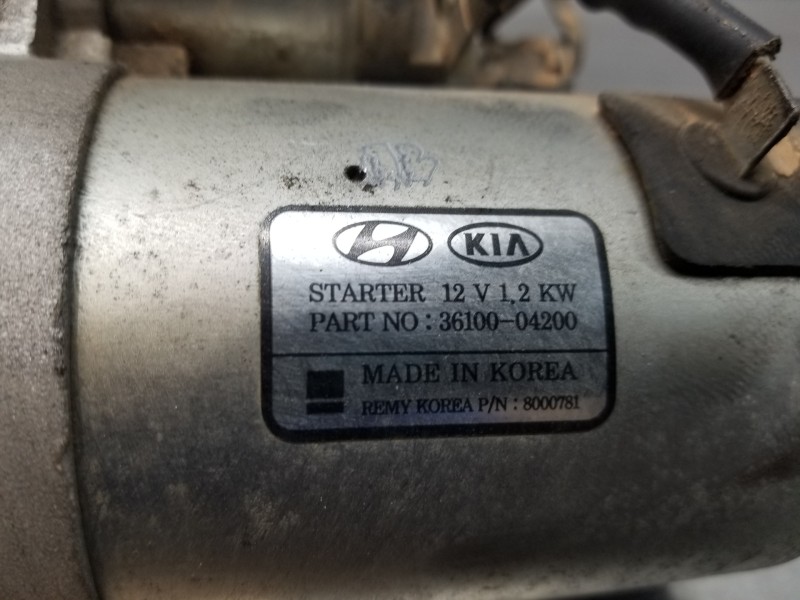 KIA
STARTER 12 V 1.2 KW
PART NO : 36100-04200
MADE IN KOREA
REMY KOREA P/N : 8000781